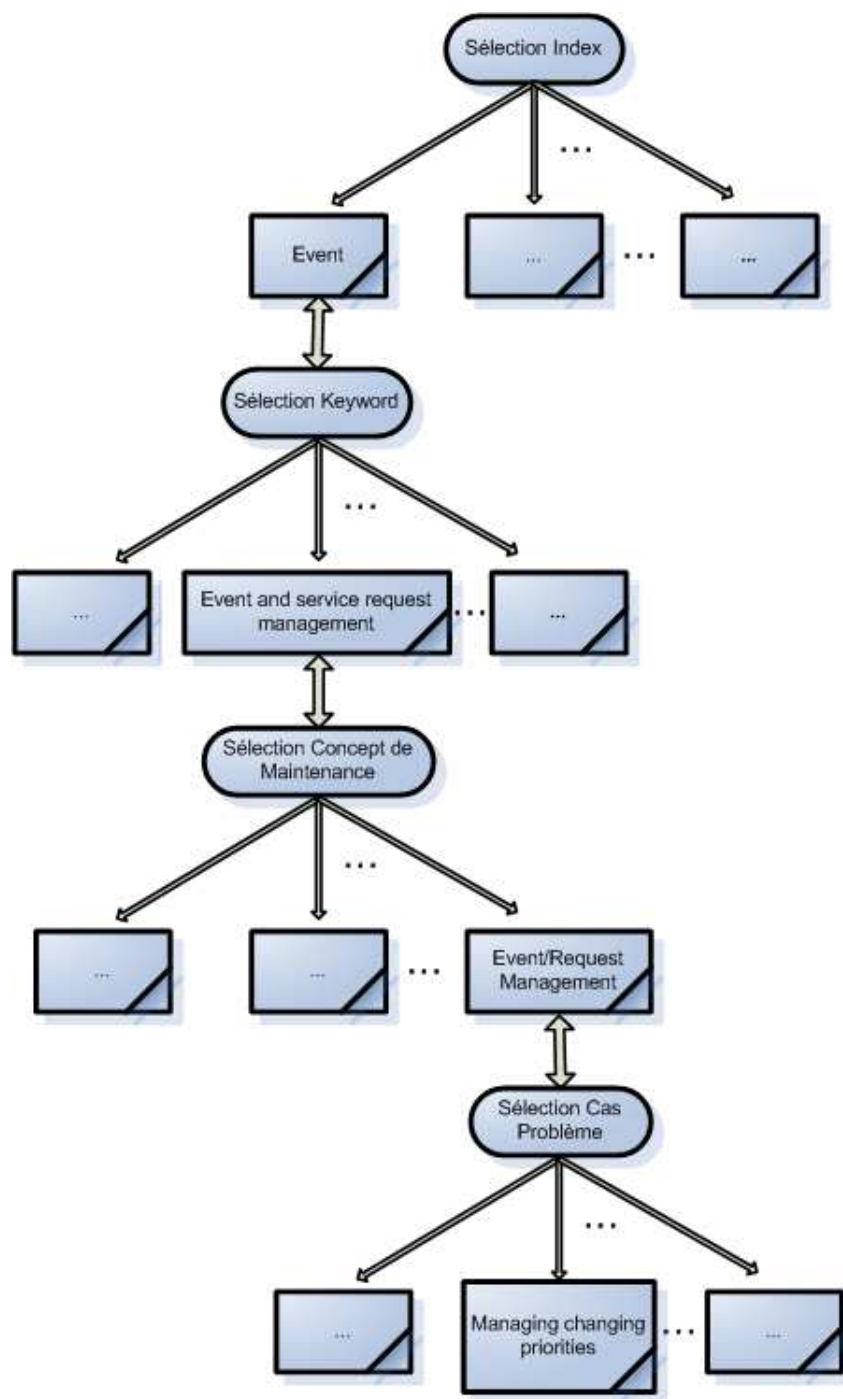 Sélection Index
...
Event
...
...
...
Sélection Keyword
...
...
Event and service request
management
...
...
Sélection Concept de
Maintenance
...
...
...
...
Event/Request
Management
Sélection Cas
Problème
...
...
Managing changing
priorities
...
...